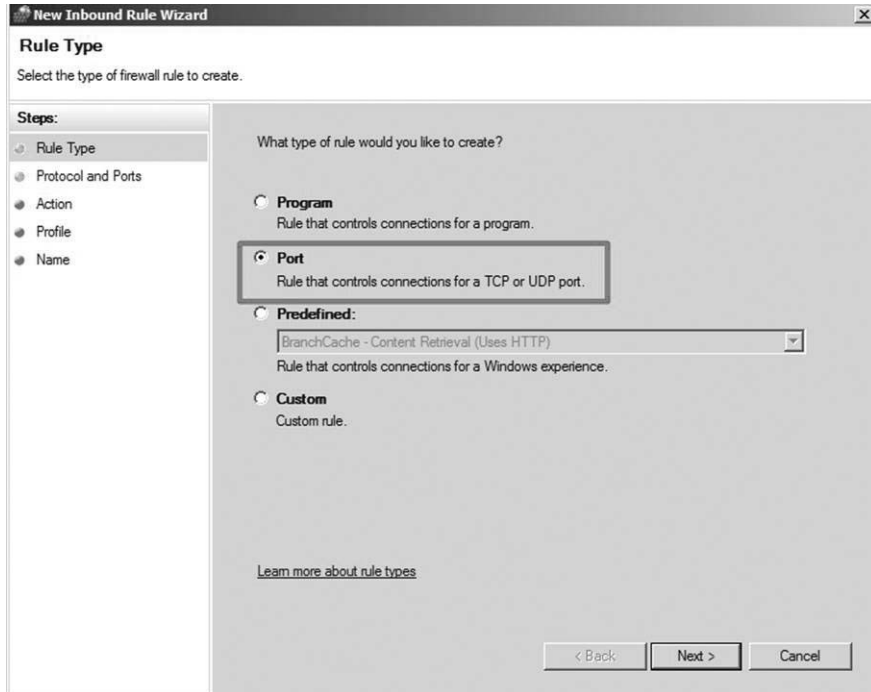 New Inbound Rule Wizard
Rule Type
Select the type of firewall rule to create.
Steps:
Rule Type
Protocol and Ports
Action
Profile
Name
What type of rule would you like to create?
Program
Rule that controls connections for a program.
Port
Rule that controls connections for a TCP or UDP port.
Predefined:
BranchCache - Content Retrieval (Uses HTTP)
Rule that controls connections for a Windows experience.
Custom
Custom rule.
Learn more about rule types
< Back Next > Cancel